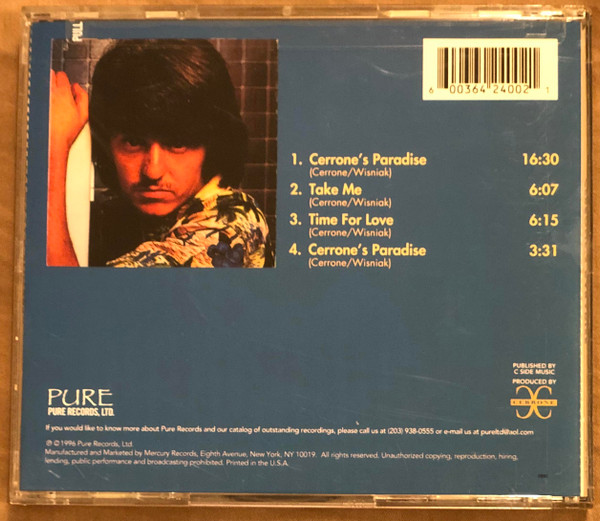 PULL
6 00364 24002 1
1. Cerrone's Paradise 16:30
(Cerrone/Wisniak)
2. Take Me 6:07
(Cerrone/Wisniak)
3. Time For Love 6:15
(Cerrone/Wisniak)
4. Cerrone's Paradise 3:31
(Cerrone/Wisniak)
PUBLISHED BY
C SIDE MUSIC
PRODUCED BY
CERRONE
PURE
PURE RECORDS, LTD.
If you would like to know more about Pure Records and our catalog of outstanding recordings, please call us at (203) 938-0555 or e-mail us at pureltd@aol.com
℗ © 1996 Pure Records, Ltd.
Manufactured and Marketed by Mercury Records, Eighth Avenue, New York, NY 10019. All rights reserved. Unauthorized copying, reproduction, hiring,
lending, public performance and broadcasting prohibited. Printed in the U.S.A.